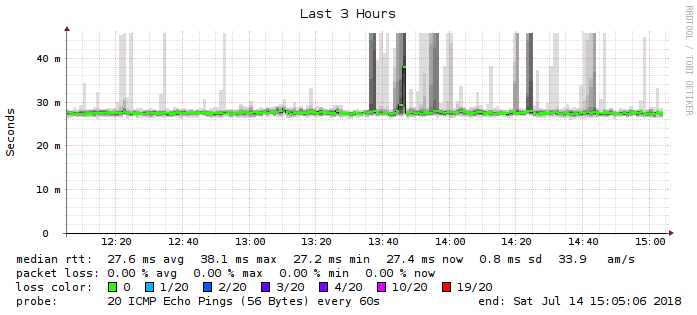 Last 3 Hours
RRDTOOL / TOBI OETIKER
Seconds
40 m
30 m
20 m
10 m
0
12:20 12:40 13:00 13:20 13:40 14:00 14:20 14:40 15:00
median rtt: 27.6 ms avg 38.1 ms max 27.2 ms min 27.4 ms now 0.8 ms sd 33.9 am/s
packet loss: 0.00 % avg 0.00 % max 0.00 % min 0.00 % now
loss color: 0 1/20 2/20 3/20 4/20 10/20 19/20
probe: 20 ICMP Echo Pings (56 Bytes) every 60s end: Sat Jul 14 15:05:06 2018